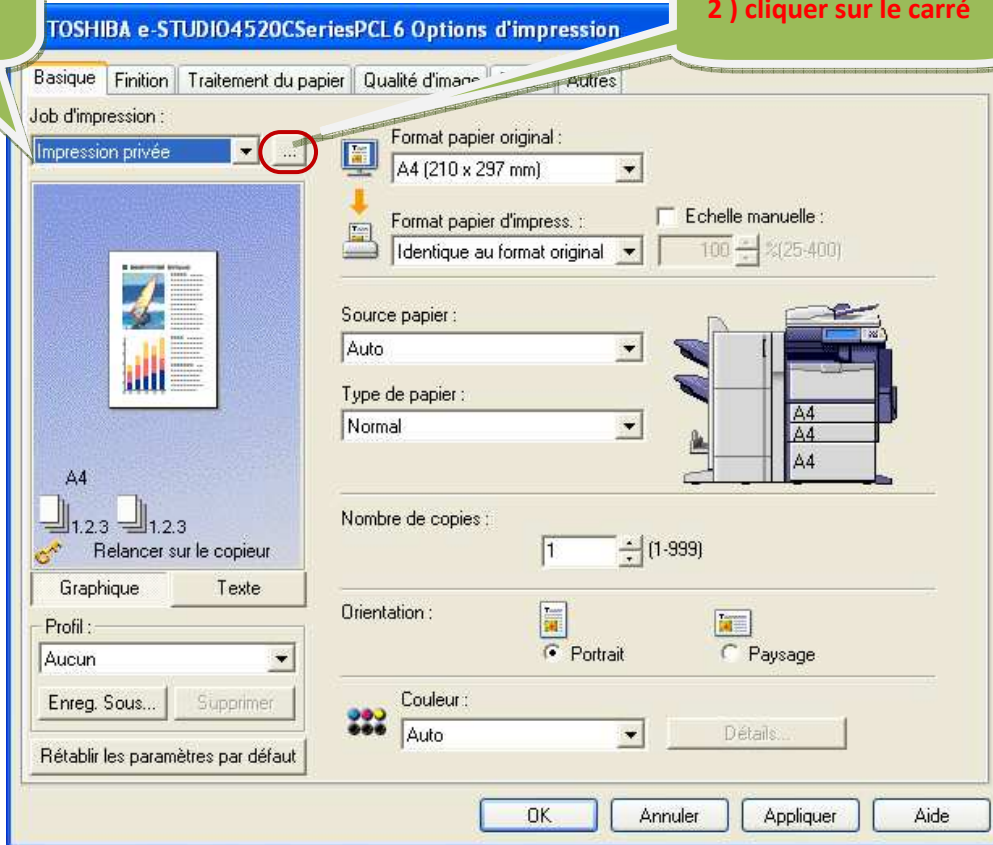 2 ) cliquer sur le carré
TOSHIBA e-STUDIO4520CSeriesPCL6 Options d'impression
Basique Finition Traitement du papier Qualité d'image Autres
Job d'impression :
Impression privée ...
Format papier original :
A4 (210 x 297 mm)
Format papier d'impress. :
Identique au format original
Echelle manuelle :
100 %(25-400)
Source papier :
Auto
Type de papier :
Normal
A4
A4
A4
A4
1.2.3 1.2.3
Relancer sur le copieur
Graphique Texte
Nombre de copies :
1 (1-999)
Profil :
Aucun
Enreg. Sous... Supprimer
Rétablir les paramètres par défaut
Orientation :
Portrait Paysage
Couleur :
Auto Détails...
OK Annuler Appliquer Aide